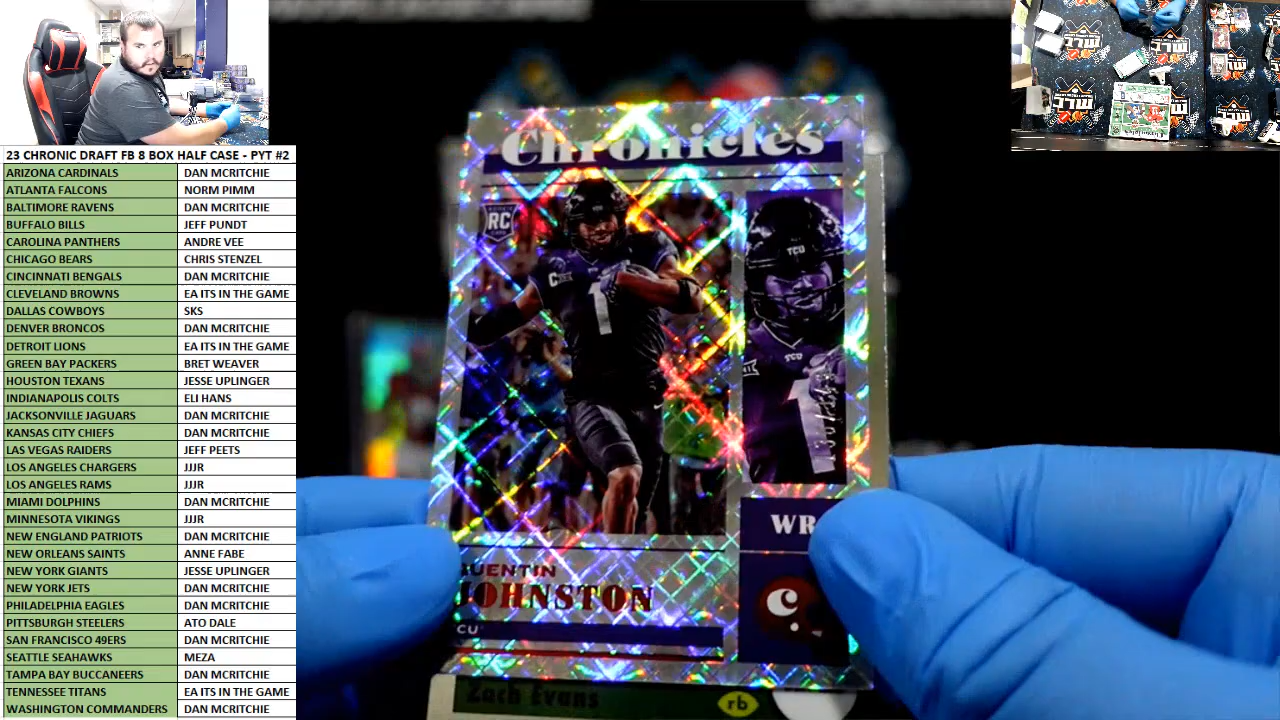 23 CHRONIC DRAFT FB 8 BOX HALF CASE - PYT #2
ARIZONA CARDINALS DAN MCRITCHIE
ATLANTA FALCONS NORM PIMM
BALTIMORE RAVENS DAN MCRITCHIE
BUFFALO BILLS JEFF PUNDT
CAROLINA PANTHERS ANDRE VEE
CHICAGO BEARS CHRIS STENZEL
CINCINNATI BENGALS DAN MCRITCHIE
CLEVELAND BROWNS EA ITS IN THE GAME
DALLAS COWBOYS SKS
DENVER BRONCOS DAN MCRITCHIE
DETROIT LIONS EA ITS IN THE GAME
GREEN BAY PACKERS BRET WEAVER
HOUSTON TEXANS JESSE UPLINGER
INDIANAPOLIS COLTS ELI HANS
JACKSONVILLE JAGUARS DAN MCRITCHIE
KANSAS CITY CHIEFS DAN MCRITCHIE
LAS VEGAS RAIDERS JEFF PEETS
LOS ANGELES CHARGERS JJJR
LOS ANGELES RAMS JJJR
MIAMI DOLPHINS DAN MCRITCHIE
MINNESOTA VIKINGS JJJR
NEW ENGLAND PATRIOTS DAN MCRITCHIE
NEW ORLEANS SAINTS ANNE FABE
NEW YORK GIANTS JESSE UPLINGER
NEW YORK JETS DAN MCRITCHIE
PHILADELPHIA EAGLES DAN MCRITCHIE
PITTSBURGH STEELERS ATO DALE
SAN FRANCISCO 49ERS DAN MCRITCHIE
SEATTLE SEAHAWKS MEZA
TAMPA BAY BUCCANEERS DAN MCRITCHIE
TENNESSEE TITANS EA ITS IN THE GAME
WASHINGTON COMMANDERS DAN MCRITCHIE
Chronicles
RC
TCU
TCU
1
1
WR
UENTIN
JOHNSTON
CU
C
Zach Evans
rb